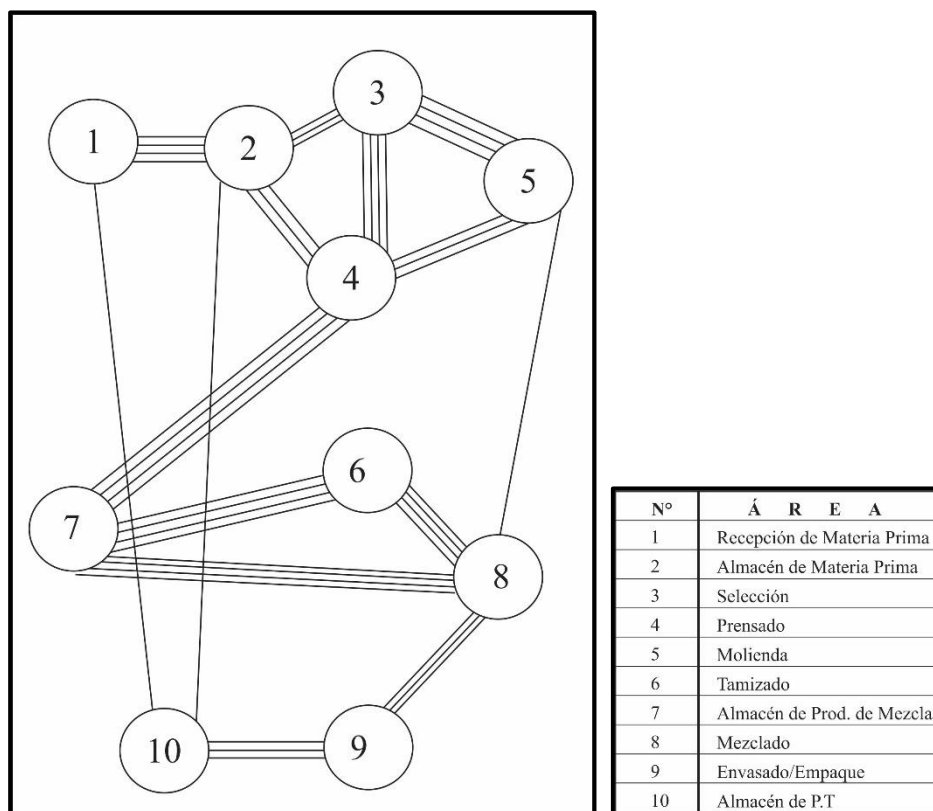 1
2
3
5
4
6
7
8
10
9
N° Á R E A
1 Recepción de Materia Prima
2 Almacén de Materia Prima
3 Selección
4 Prensado
5 Molienda
6 Tamizado
7 Almacén de Prod. de Mezcla
8 Mezclado
9 Envasado/Empaque
10 Almacén de P.T